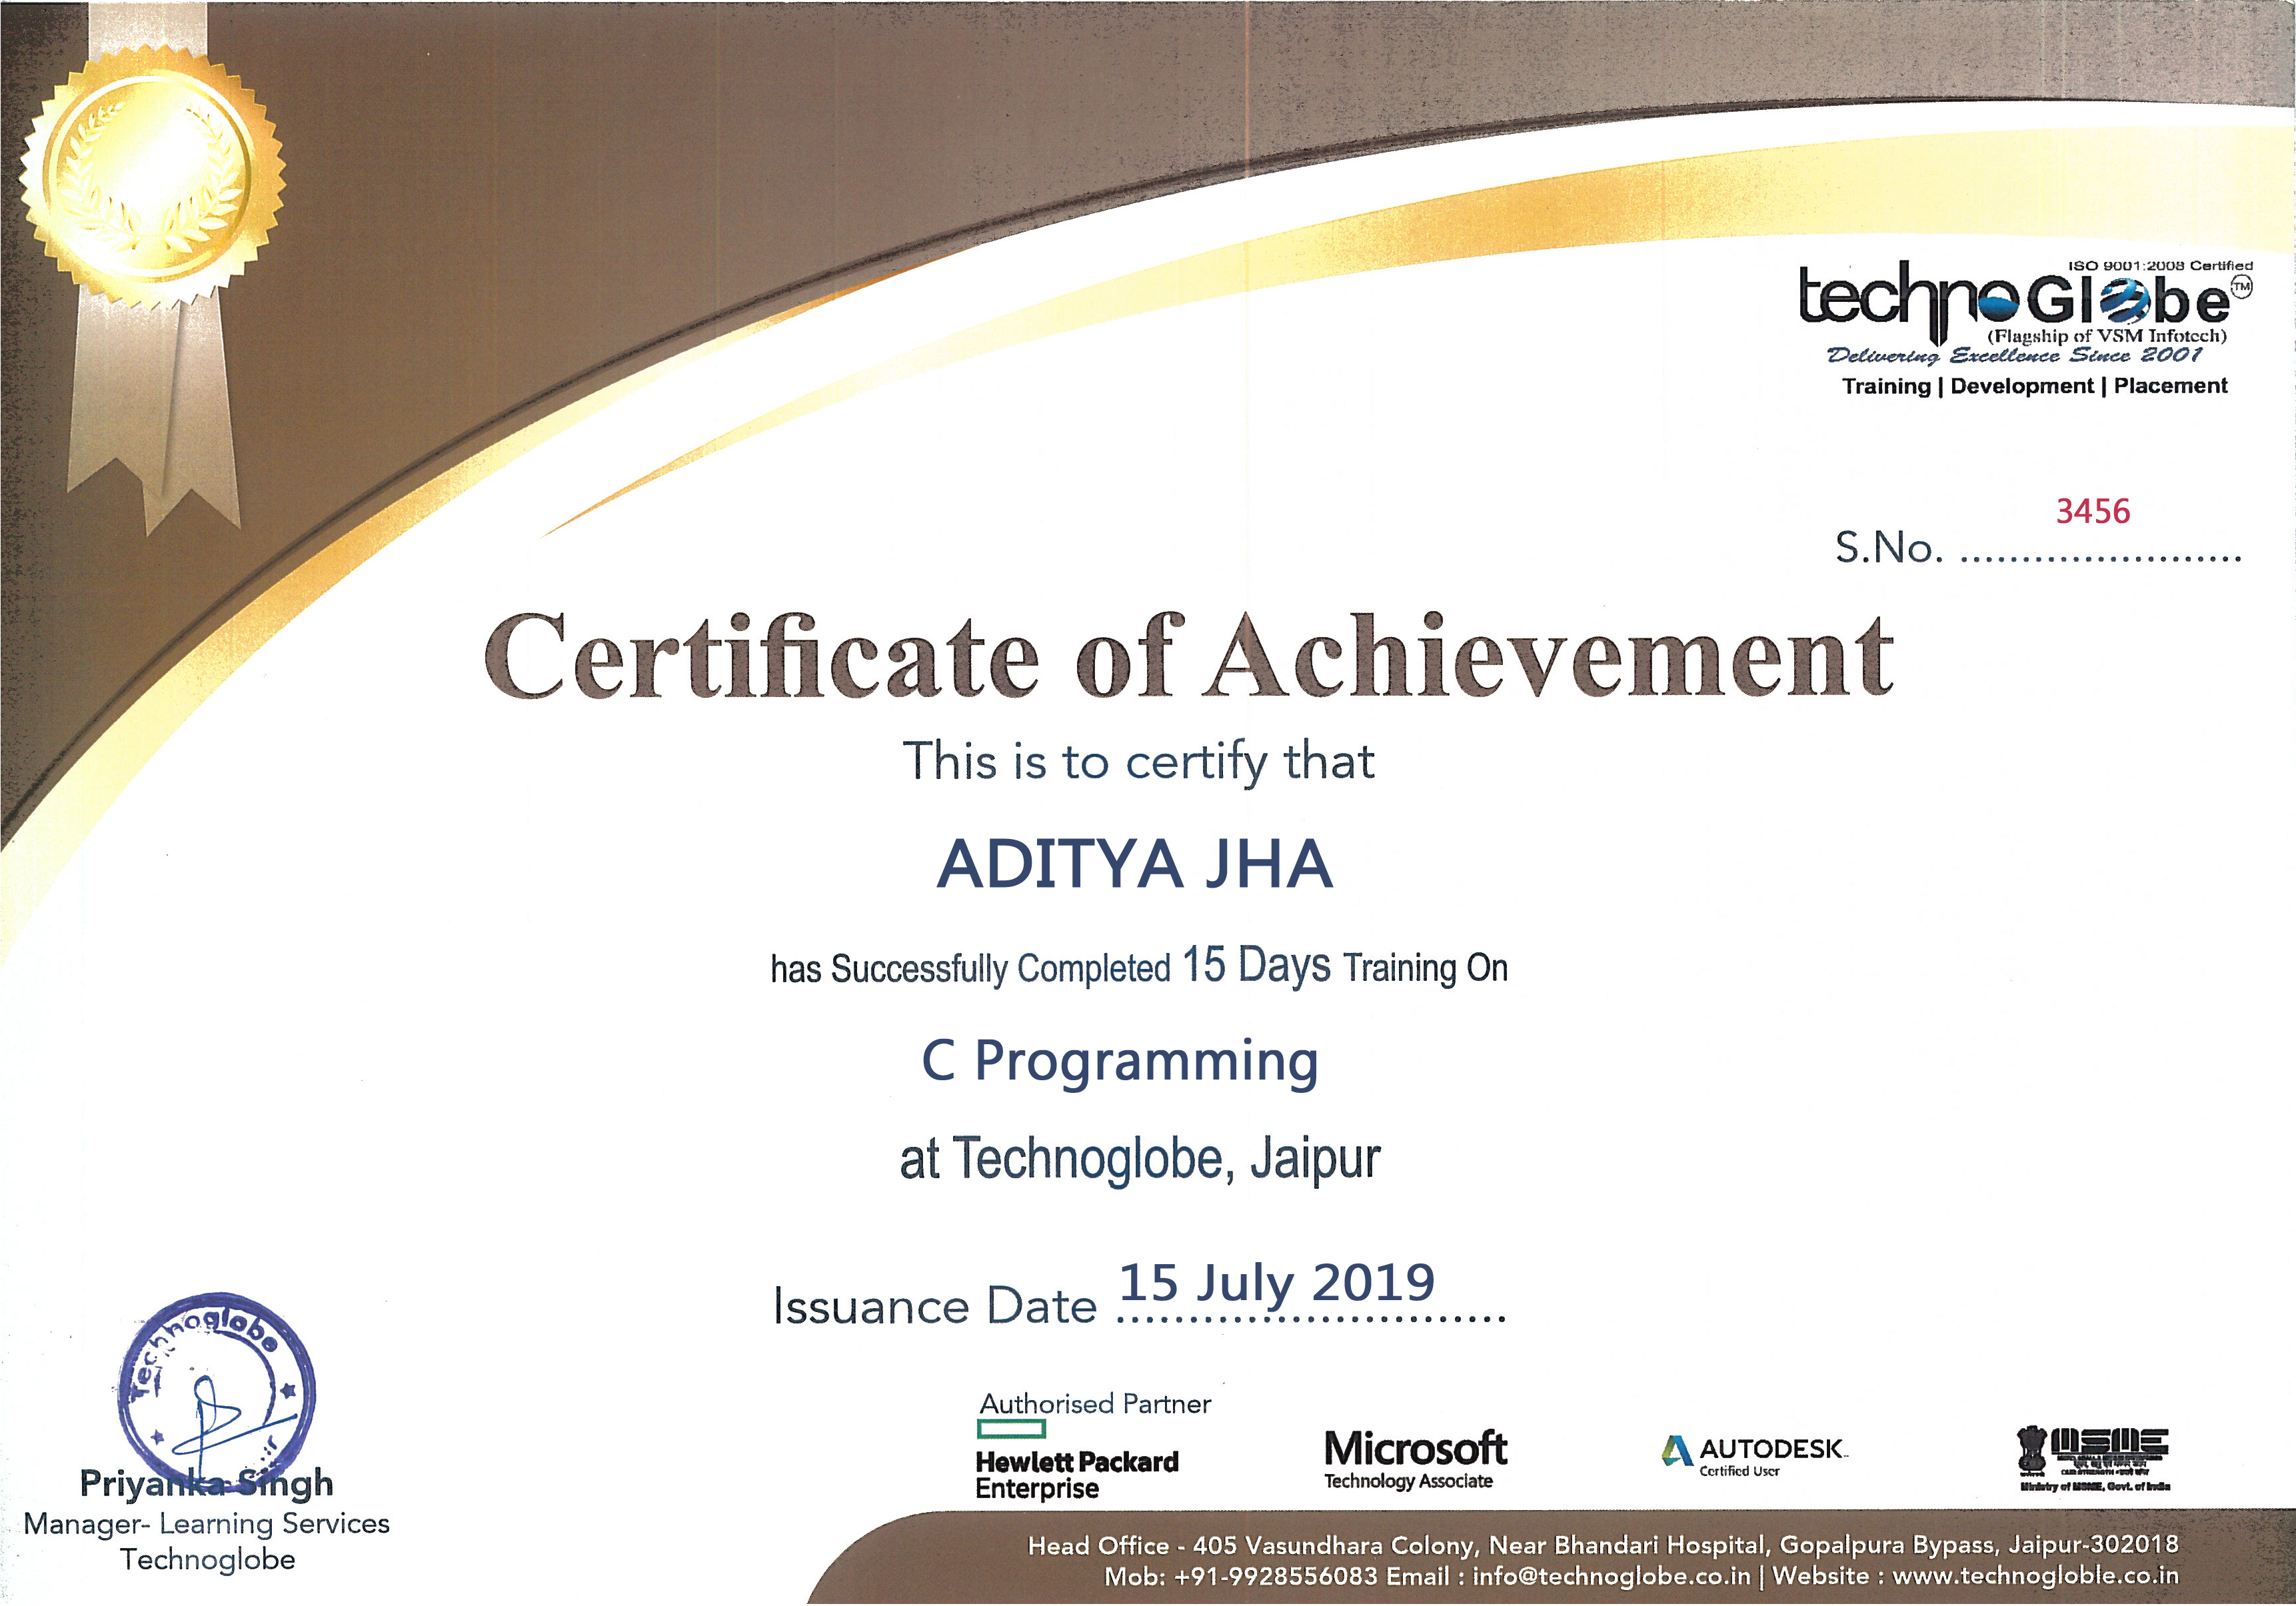 ISO 9001:2008 Certified
technoGlobe TM
(Flagship of VSM Infotech)
Delivering Excellence Since 2001
Training | Development | Placement
3456
S.No. .......................
Certificate of Achievement
This is to certify that
ADITYA JHA
has Successfully Completed 15 Days Training On
C Programming
at Technoglobe, Jaipur
Issuance Date 15 July 2019
Technoglobe
Priyanka Singh
Manager- Learning Services
Technoglobe
Authorised Partner
Hewlett Packard
Enterprise
Microsoft
Technology Associate
AUTODESK
Certified User
MSME
Ministry of MSME, Govt. of India
Head Office - 405 Vasundhara Colony, Near Bhandari Hospital, Gopalpura Bypass, Jaipur-302018
Mob: +91-9928556083 Email : info@technoglobe.co.in | Website : www.technogloble.co.in